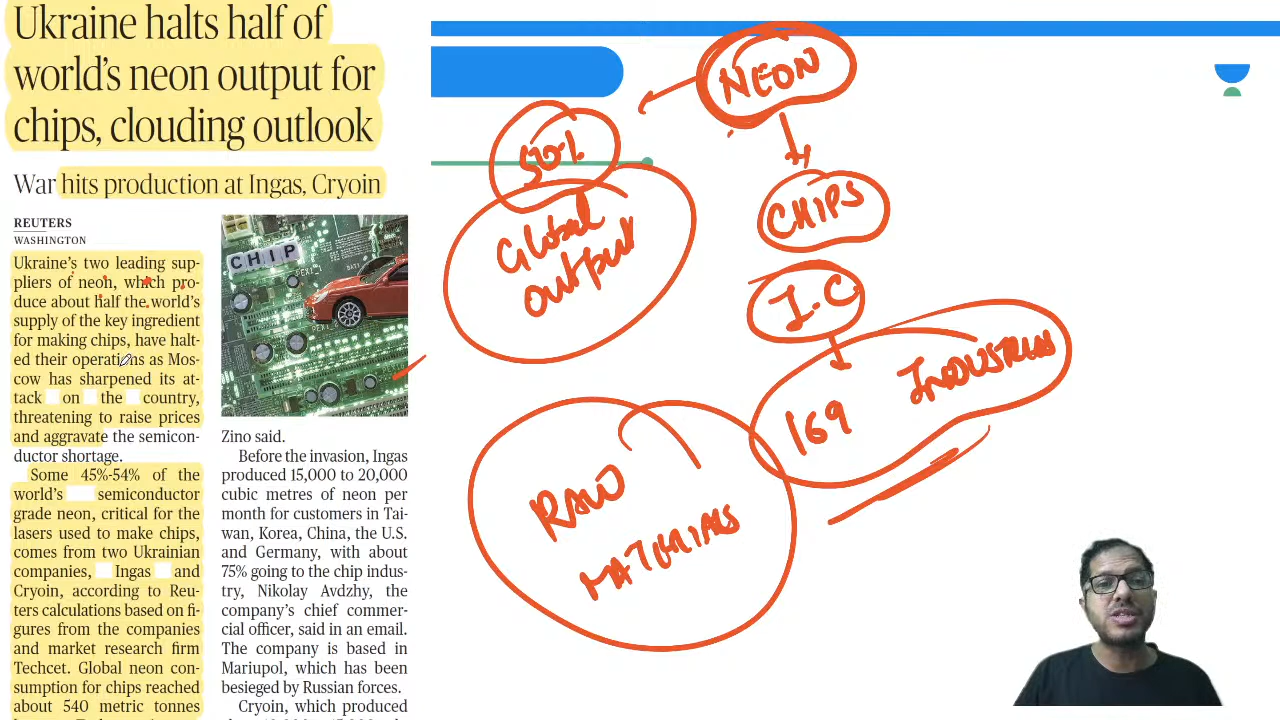 Ukraine halts half of
world's neon output for
chips, clouding outlook
War hits production at Ingas, Cryoin
REUTERS
WASHINGTON
Ukraine's two leading sup-
pliers of neon, which pro-
duce about half the world's
supply of the key ingredient
for making chips, have halt-
ed their operations as Mos-
cow has sharpened its at-
tack on the country,
threatening to raise prices
and aggravate the semicon-
ductor shortage.
Some 45%-54% of the
world's semiconductor
grade neon, critical for the
lasers used to make chips,
comes from two Ukrainian
companies, Ingas and
Cryoin, according to Reu-
ters calculations based on fi-
gures from the companies
and market research firm
Techcet. Global neon con-
sumption for chips reached
about 540 metric tonnes
CHIP
Zino said.
Before the invasion, Ingas
produced 15,000 to 20,000
cubic metres of neon per
month for customers in Tai-
wan, Korea, China, the U.S.
and Germany, with about
75% going to the chip indus-
try, Nikolay Avdzhy, the
company's chief commer-
cial officer, said in an email.
The company is based in
Mariupol, which has been
besieged by Russian forces.
Cryoin, which produced
NEON
50%
Global
output
CHIPS
I.C
169 INDUSTRIES
RAW
MATERIALS